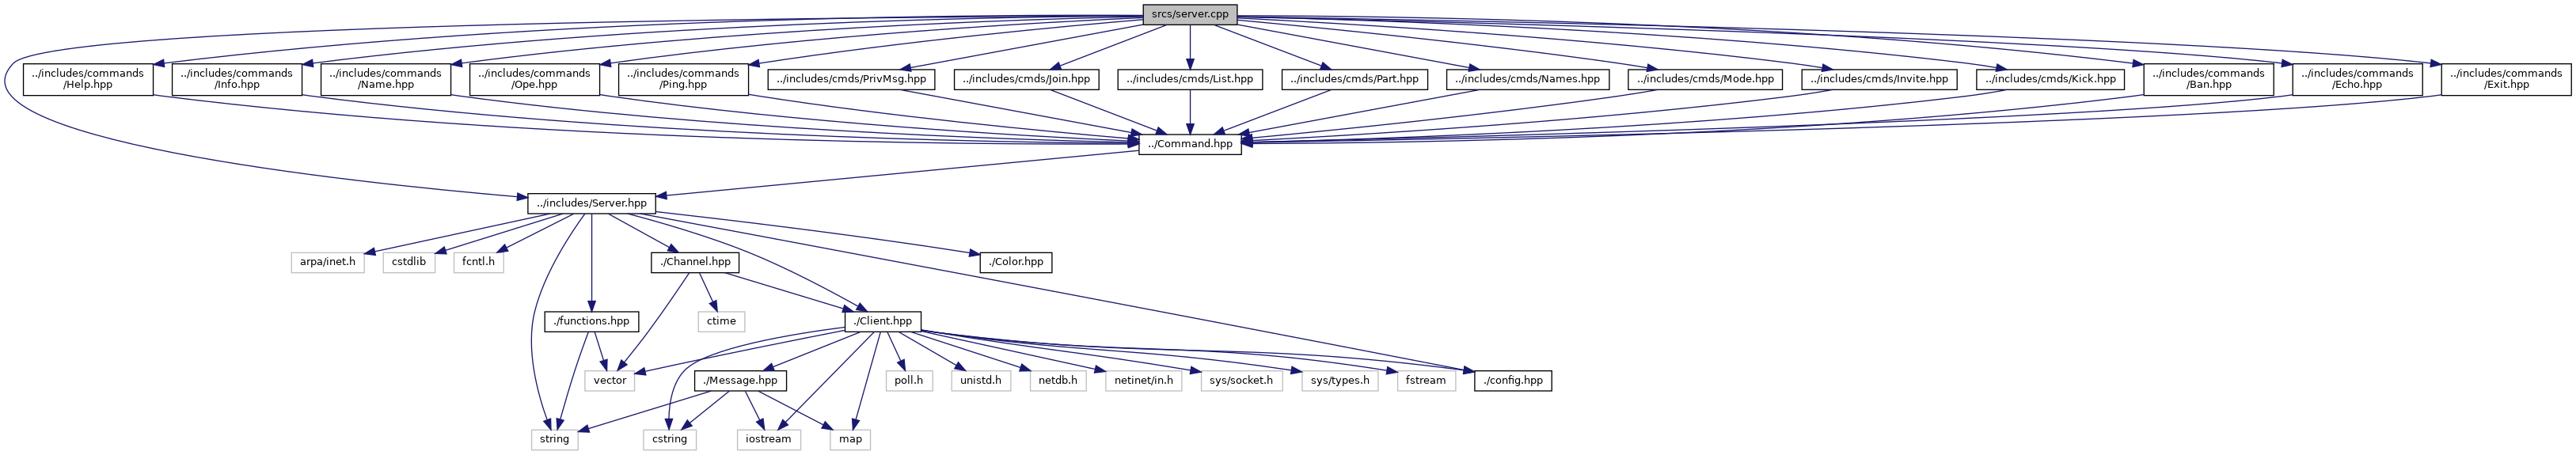 srcs/server.cpp
../includes/commands
/Help.hpp
../includes/commands
/Info.hpp
../includes/commands
/Name.hpp
../includes/commands
/Ope.hpp
../includes/commands
/Ping.hpp
../includes/cmds/PrivMsg.hpp
../includes/cmds/Join.hpp
../includes/cmds/List.hpp
../includes/cmds/Part.hpp
../includes/cmds/Names.hpp
../includes/cmds/Mode.hpp
../includes/cmds/Invite.hpp
../includes/cmds/Kick.hpp
../includes/commands
/Ban.hpp
../includes/commands
/Echo.hpp
../includes/commands
/Exit.hpp
../Command.hpp
../includes/Server.hpp
arpa/inet.h
cstdlib
fcntl.h
./Channel.hpp
./Color.hpp
./functions.hpp
ctime
./Client.hpp
vector
./Message.hpp
poll.h
unistd.h
netdb.h
netinet/in.h
sys/socket.h
sys/types.h
fstream
./config.hpp
string
cstring
iostream
map